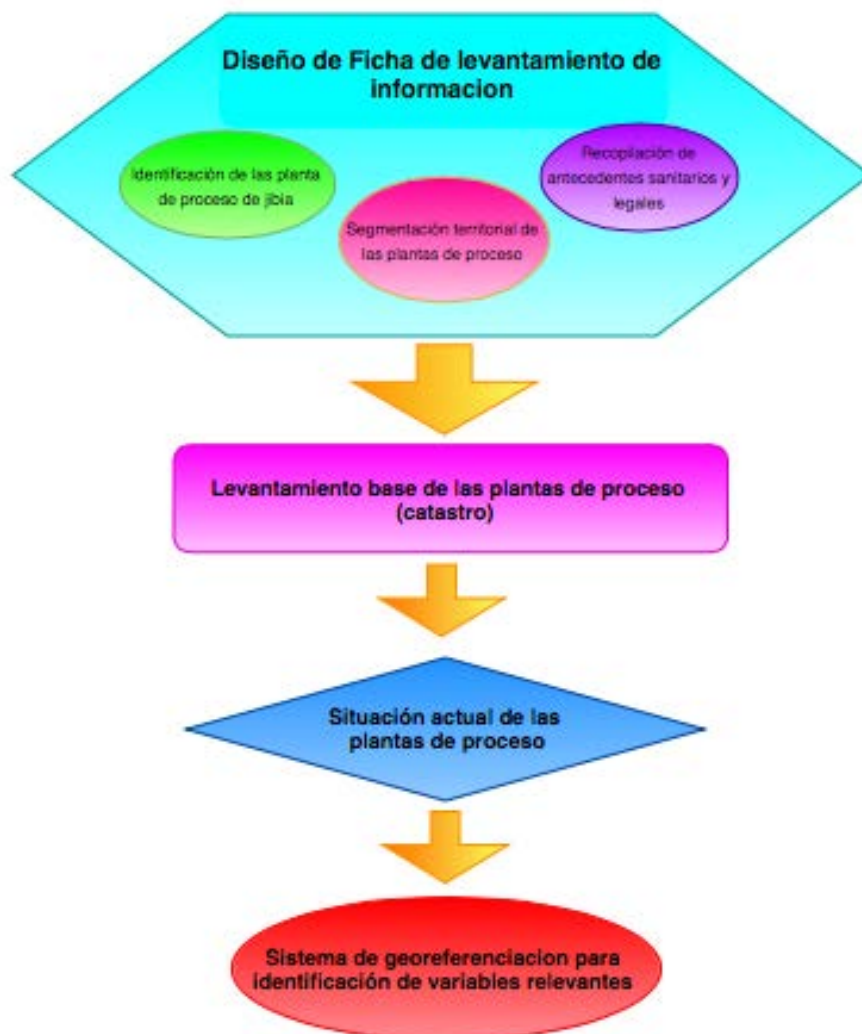 Diseño de Ficha de levantamiento de
informacion
Identificación de las planta
de proceso de jibia
Segmentación territorial de
las plantas de proceso
Recopilación de
antecedentes sanitarios y
legales
Levantamiento base de las plantas de proceso
(catastro)
Situación actual de las
plantas de proceso
Sistema de georeferenciacion para
identificación de variables relevantes